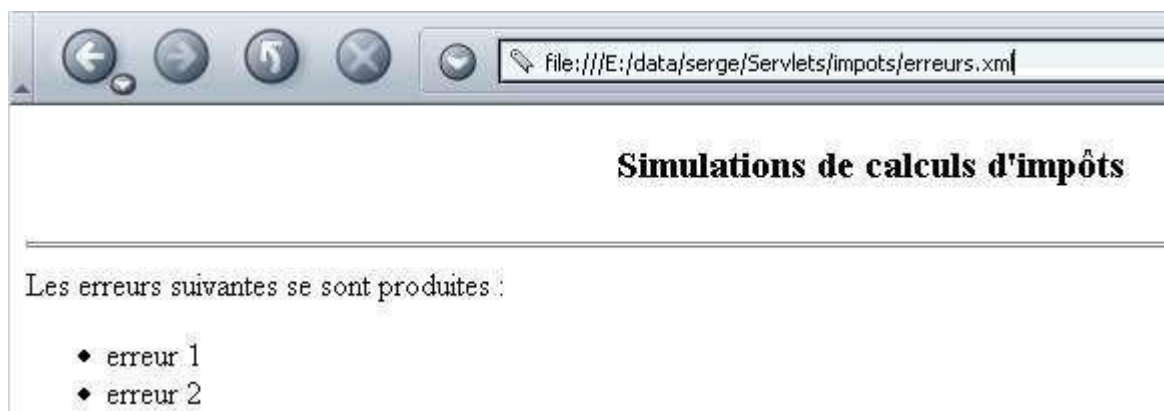 file:///E:/data/serge/Servlets/impots/erreurs.xml
Simulations de calculs d'impôts
Les erreurs suivantes se sont produites :
erreur 1
erreur 2